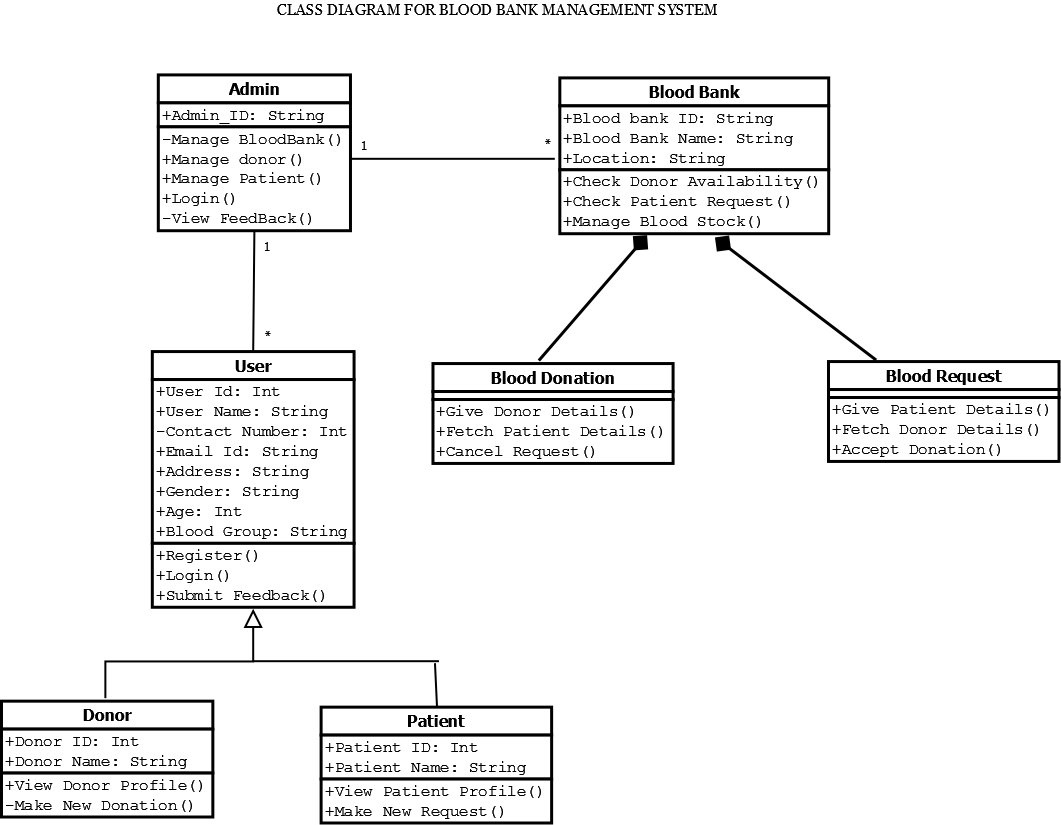 CLASS DIAGRAM FOR BLOOD BANK MANAGEMENT SYSTEM
Admin
+Admin_ID: String
-Manage BloodBank()
+Manage donor()
+Manage Patient()
+Login()
-View FeedBack()
1
*
Blood Bank
+Blood bank ID: String
+Blood Bank Name: String
+Location: String
+Check Donor Availability()
+Check Patient Request()
+Manage Blood Stock()
1
*
User
+User Id: Int
+User Name: String
-Contact Number: Int
+Email Id: String
+Address: String
+Gender: String
+Age: Int
+Blood Group: String
+Register()
+Login()
+Submit Feedback()
Blood Donation
+Give Donor Details()
+Fetch Patient Details()
+Cancel Request()
Blood Request
+Give Patient Details()
+Fetch Donor Details()
+Accept Donation()
Donor
+Donor ID: Int
+Donor Name: String
+View Donor Profile()
-Make New Donation()
Patient
+Patient ID: Int
+Patient Name: String
+View Patient Profile()
+Make New Request()